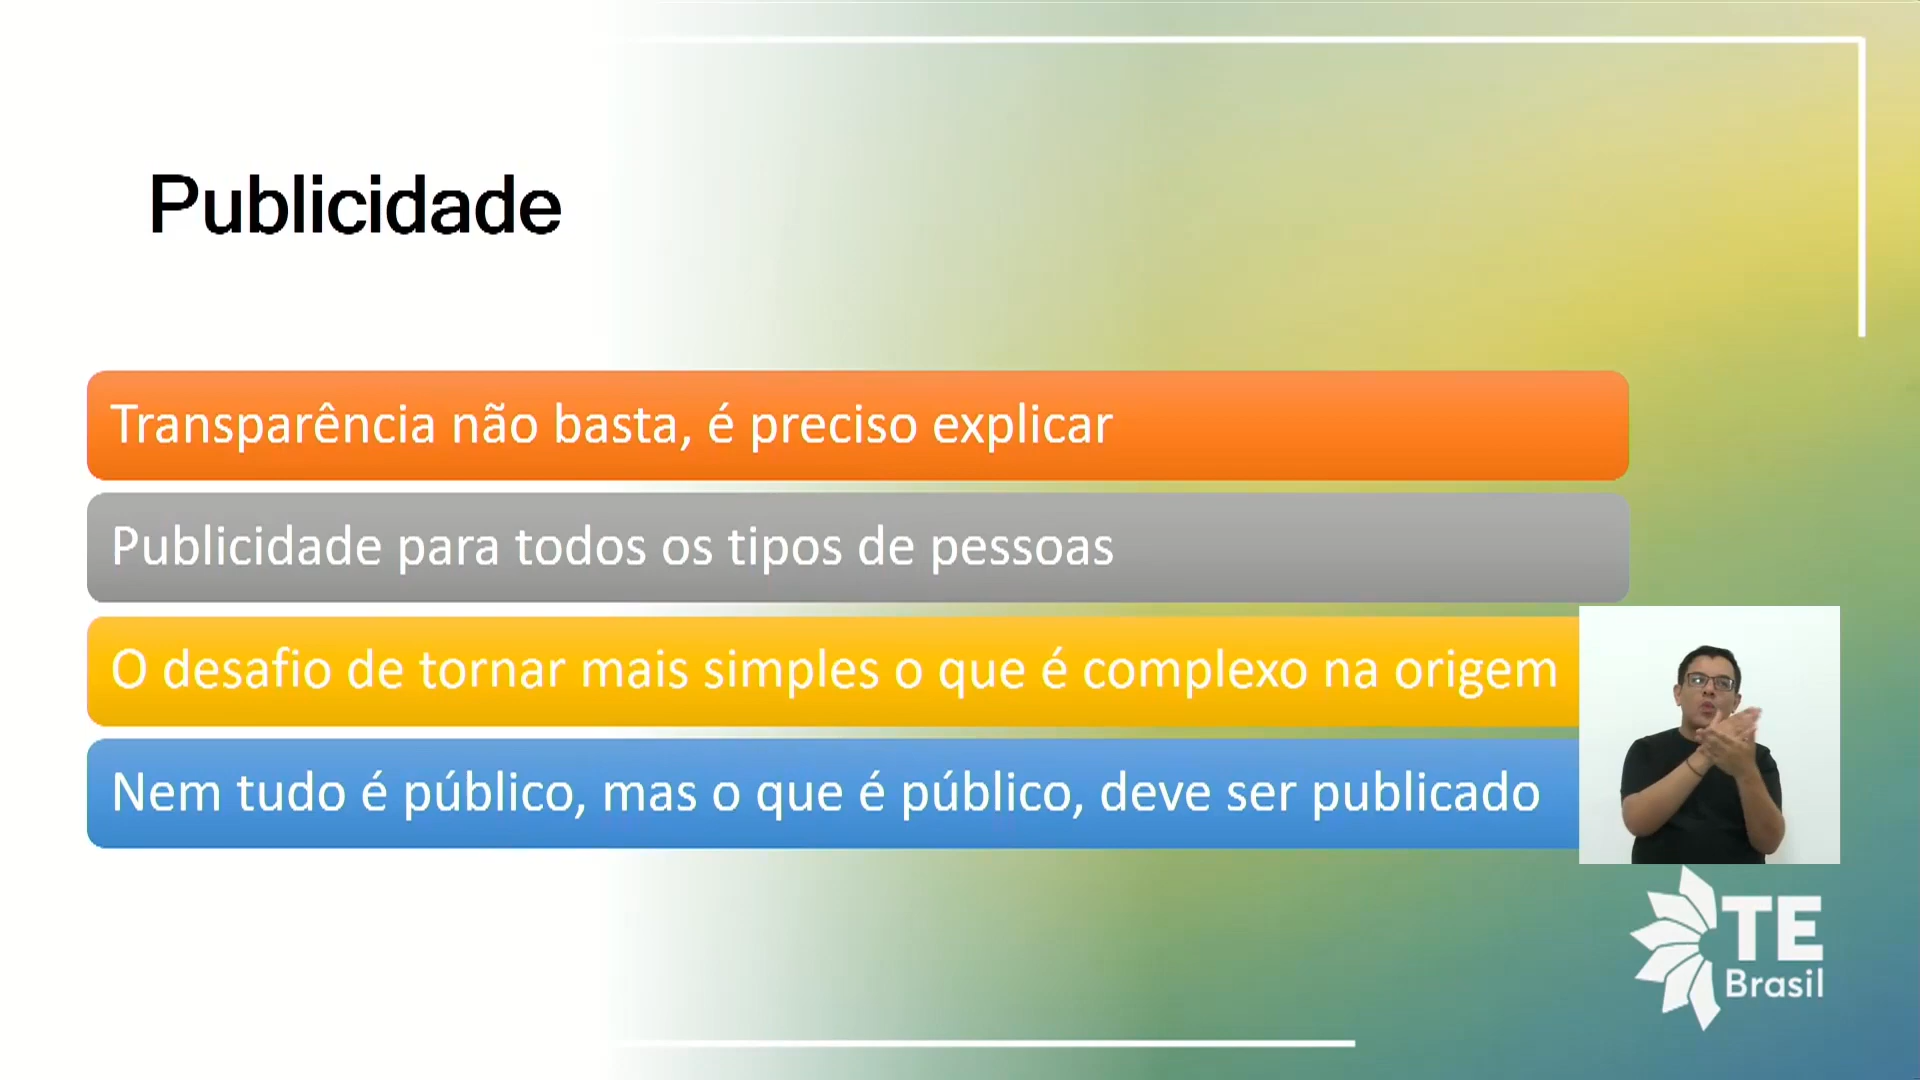 Publicidade
Transparência não basta, é preciso explicar
Publicidade para todos os tipos de pessoas
O desafio de tornar mais simples o que é complexo na origem
Nem tudo é público, mas o que é público, deve ser publicado
TE
Brasil